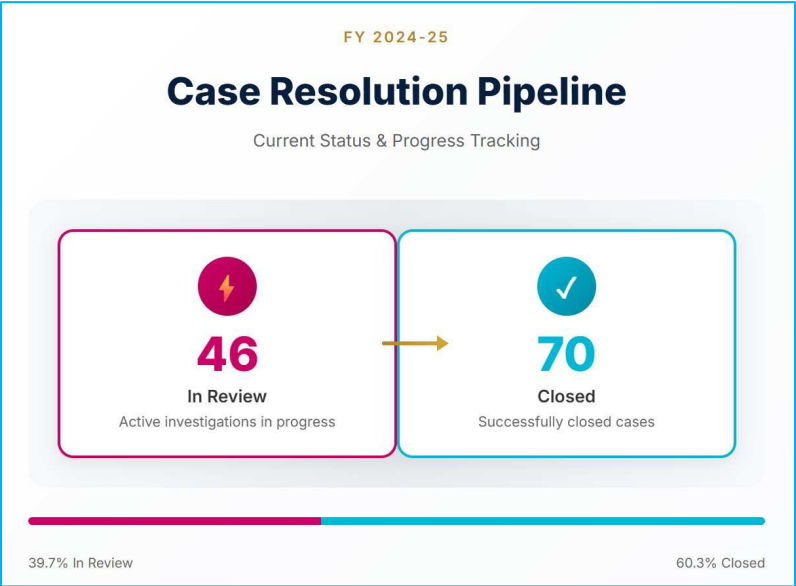 FY 2024-25
Case Resolution Pipeline
Current Status & Progress Tracking
46
In Review
Active investigations in progress
70
Closed
Successfully closed cases
39.7% In Review
60.3% Closed